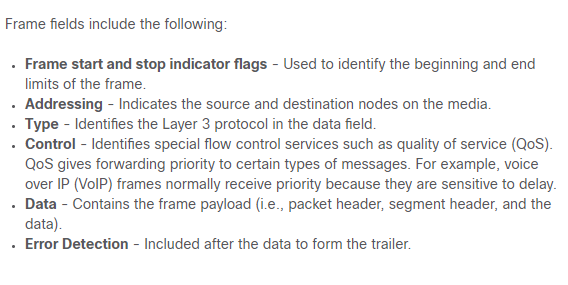 Frame fields include the following:
• Frame start and stop indicator flags - Used to identify the beginning and end
limits of the frame.
• Addressing - Indicates the source and destination nodes on the media.
• Type - Identifies the Layer 3 protocol in the data field.
• Control - Identifies special flow control services such as quality of service (QoS).
QoS gives forwarding priority to certain types of messages. For example, voice
over IP (VoIP) frames normally receive priority because they are sensitive to delay.
• Data - Contains the frame payload (i.e., packet header, segment header, and the
data).
• Error Detection - Included after the data to form the trailer.